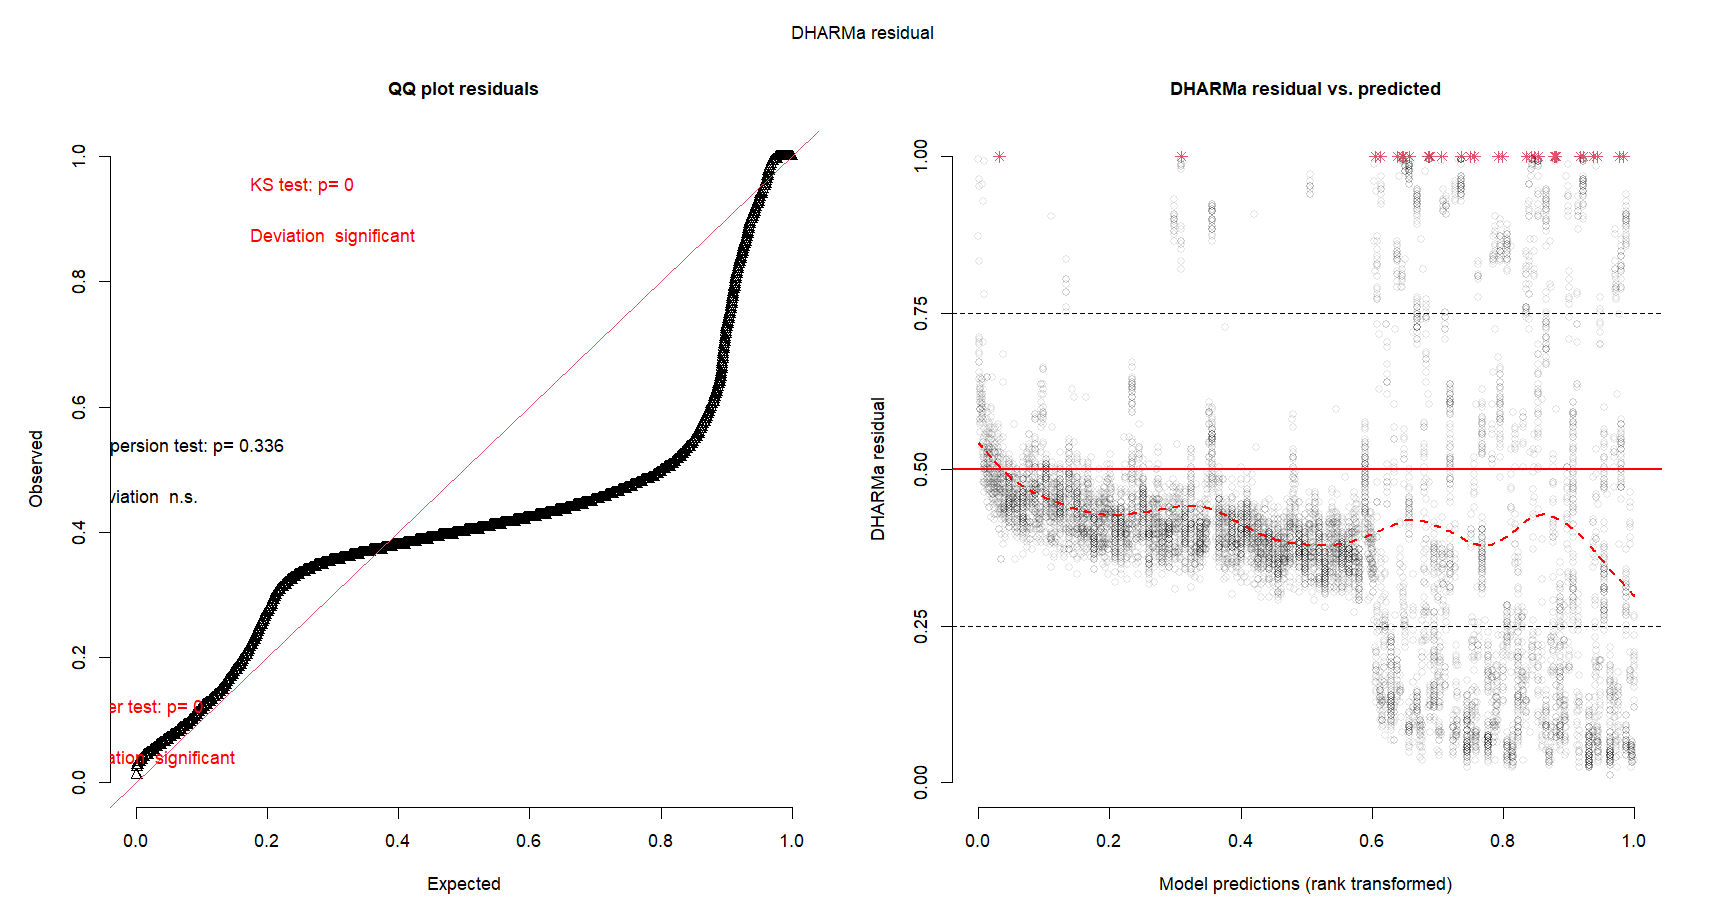 DHARMa residual
QQ plot residuals
KS test: p= 0
Deviation  significant
persion test: p= 0.336
viation  n.s.
er test: p= 0
ation  significant
Observed
0.0
0.2
0.4
0.6
0.8
1.0
0.0
0.2
0.4
0.6
0.8
1.0
Expected
DHARMa residual vs. predicted
DHARMa residual
0.00
0.25
0.50
0.75
1.00
0.0
0.2
0.4
0.6
0.8
1.0
Model predictions (rank transformed)